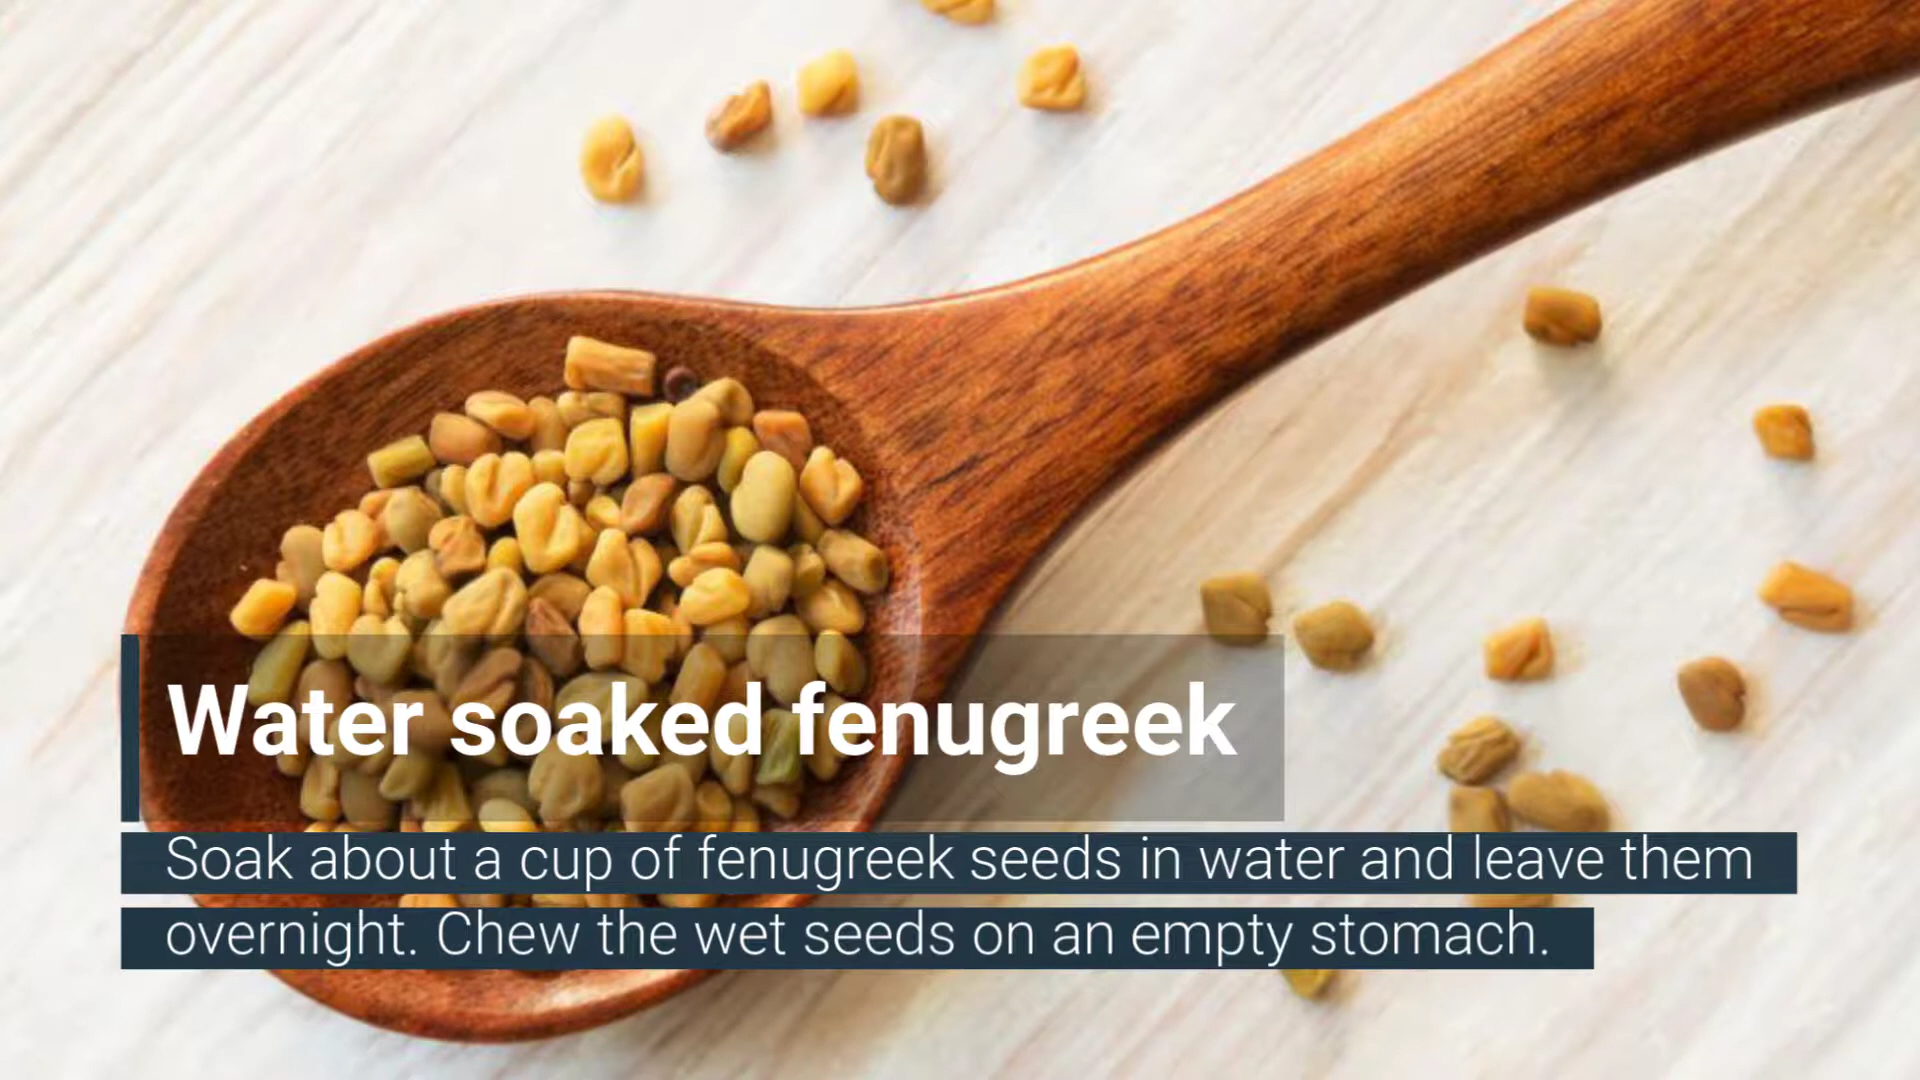 Water soaked fenugreek
Soak about a cup of fenugreek seeds in water and leave them
overnight. Chew the wet seeds on an empty stomach.